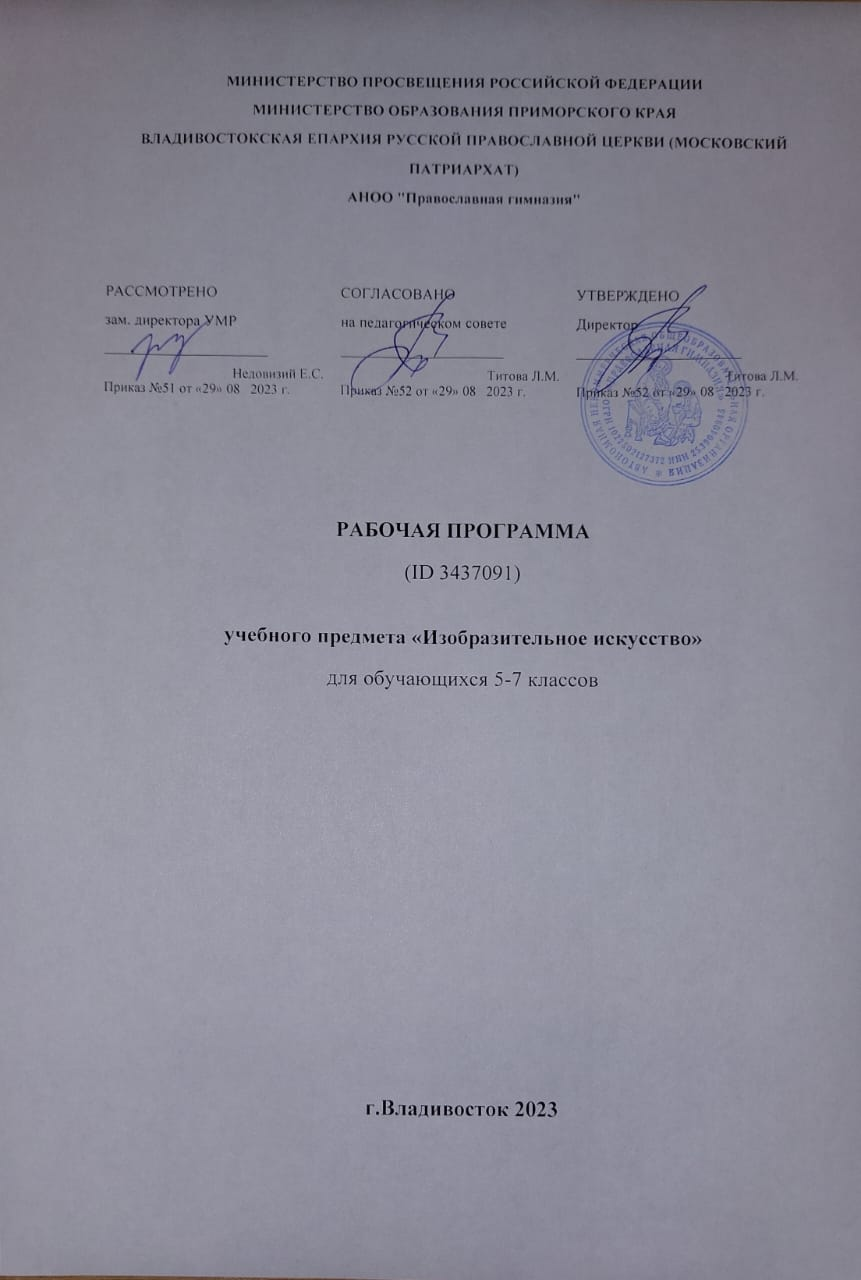 МИНИСТЕРСТВО ПРОСВЕЩЕНИЯ РОССИЙСКОЙ ФЕДЕРАЦИИ
МИНИСТЕРСТВО ОБРАЗОВАНИЯ ПРИМОРСКОГО КРАЯ
ВЛАДИВОСТОКСКАЯ ЕПАРХИЯ РУССКОЙ ПРАВОСЛАВНОЙ ЦЕРКВИ (МОСКОВСКИЙ
ПАТРИАРХАТ)
АНОО "Православная гимназия"
РАССМОТРЕНО
зам. директора УМР
Неловизий Е.С.
Приказ №51 от «29» 08 2023 г.
СОГЛАСОВАНО
на педагогическом совете
Титова Л.М.
Приказ №52 от «29» 08 2023 г.
УТВЕРЖДЕНО
Директор
Титова Л.М.
Приказ №52 от «29» 08 2023 г.
РАБОЧАЯ ПРОГРАММА
(ID 3437091)
учебного предмета «Изобразительное искусство»
для обучающихся 5-7 классов
г.Владивосток 2023